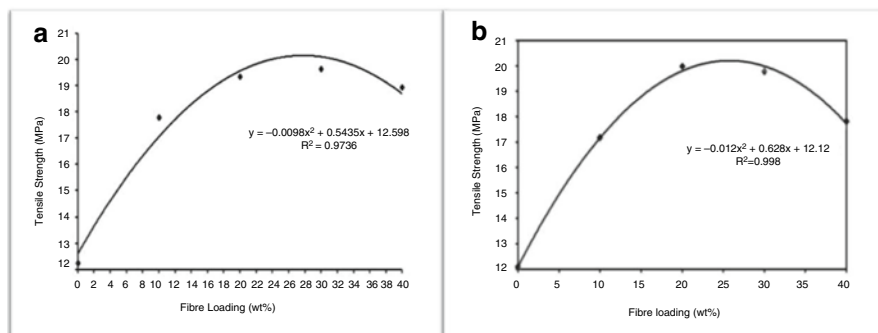 a
21
20
19
18
17
16
15
14
13
12
Tensile Strength (MPa)
y = –0.0098x² + 0.5435x + 12.598
R² = 0.9736
0 2 4 6 8 10 12 14 16 18 20 22 24 26 28 30 32 34 36 38 40
Fibre Loading (wt%)
b
21
20
19
18
17
16
15
14
13
12
Tensile Strength (MPa)
y = –0.012x² + 0.628x + 12.12
R²=0.998
0 5 10 15 20 25 30 35 40
Fibre loading (wt%)